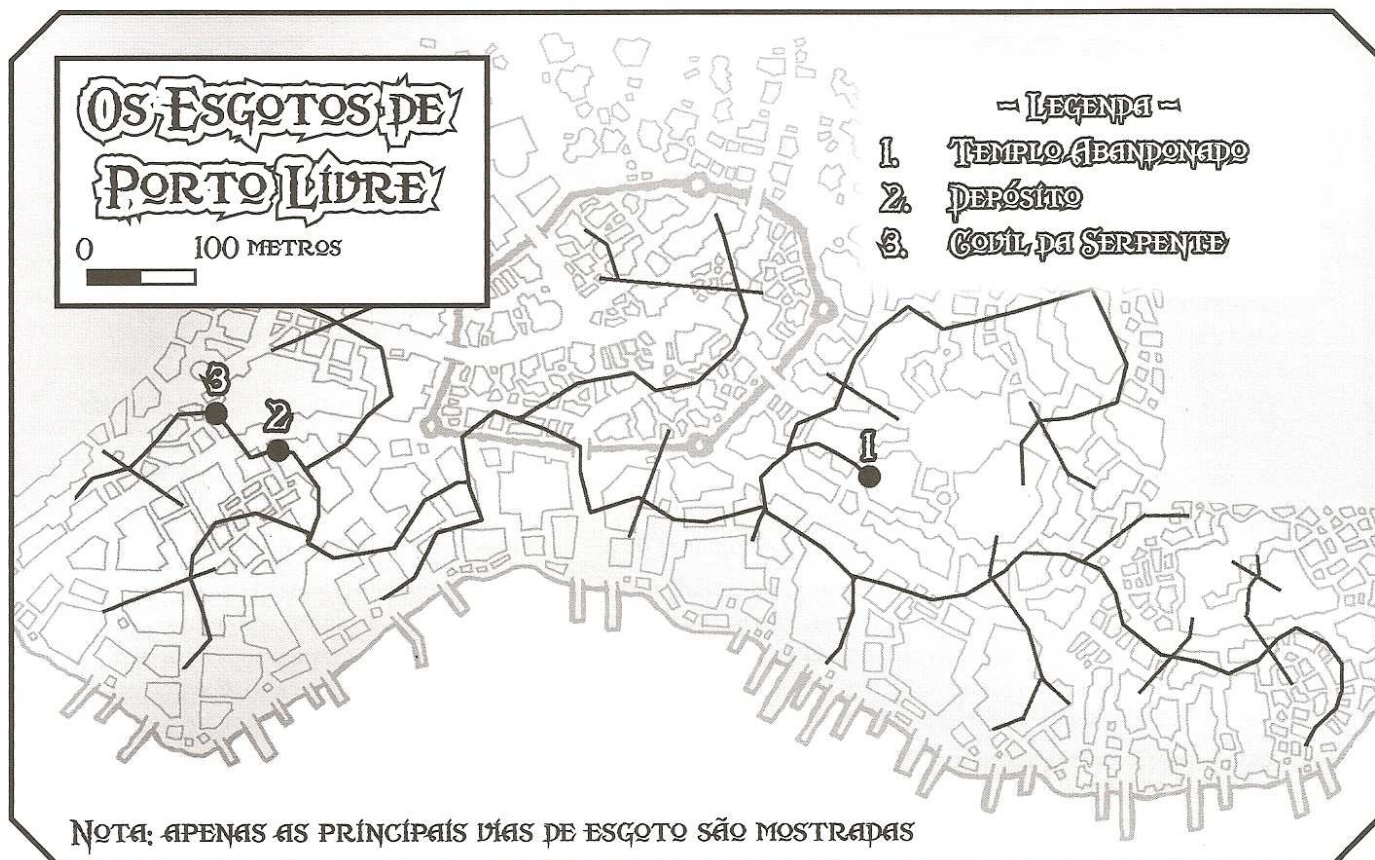 Os Esgotos de
Porto Livre
0 100 metros
- Legenda -
1. Templo Abandonado
2. Depósito
3. Covil da Serpente
3
2
1
Nota: apenas as principais vias de esgoto são mostradas